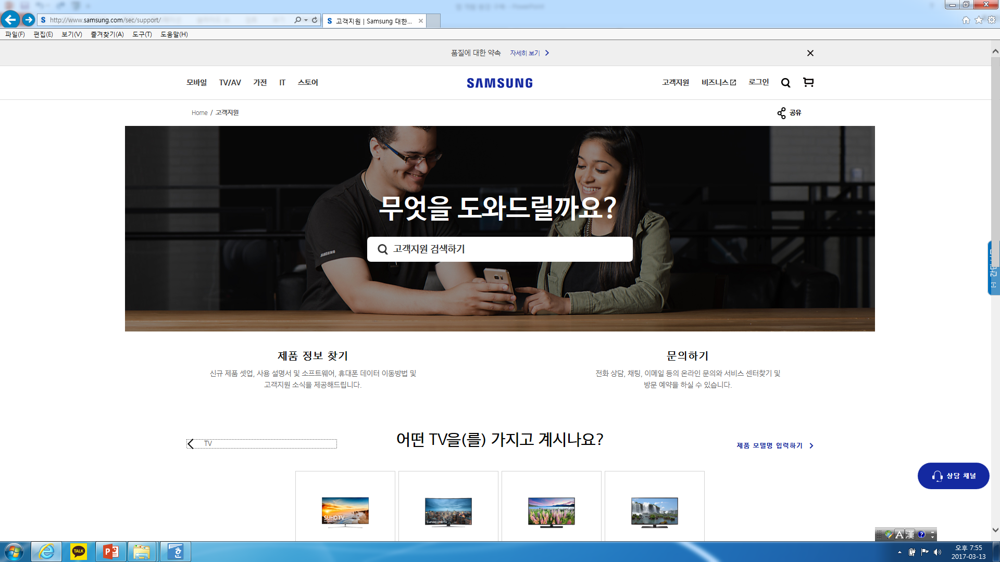 http://www.samsung.com/sec/support/
고객지원 | Samsung 대한...
파일(F) 편집(E) 보기(V) 즐겨찾기(A) 도구(T) 도움말(H)
품질에 대한 약속 자세히 보기
모바일 TV/AV 가전 IT 스토어 SAMSUNG 고객지원 비즈니스 로그인
Home / 고객지원 공유
무엇을 도와드릴까요?
고객지원 검색하기
SAMSUNG
제품 정보 찾기
신규 제품 셋업, 사용 설명서 및 소프트웨어, 휴대폰 데이터 이동방법 및
고객지원 소식을 제공해드립니다.
문의하기
전화 상담, 채팅, 이메일 등의 온라인 문의와 서비스 센터찾기 및
방문 예약을 하실 수 있습니다.
TV
어떤 TV을(를) 가지고 계시나요?
제품 모델명 입력하기
상담 채널
SUHD TV
Curved UHD TV
A 漢
TALK
오후 7:55
2017-03-13